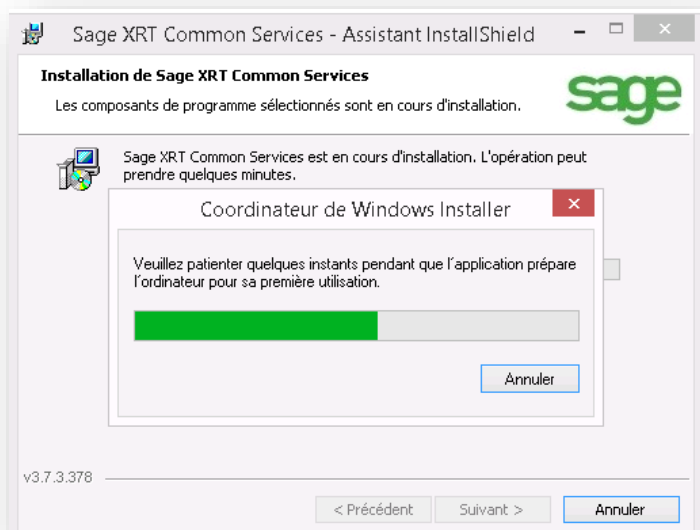 Sage XRT Common Services - Assistant InstallShield
Installation de Sage XRT Common Services
Les composants de programme sélectionnés sont en cours d'installation.
sage
Sage XRT Common Services est en cours d'installation. L'opération peut
prendre quelques minutes.
Coordinateur de Windows Installer
Veuillez patienter quelques instants pendant que l'application prépare
l'ordinateur pour sa première utilisation.
Annuler
v3.7.3.378
< Précédent
Suivant >
Annuler